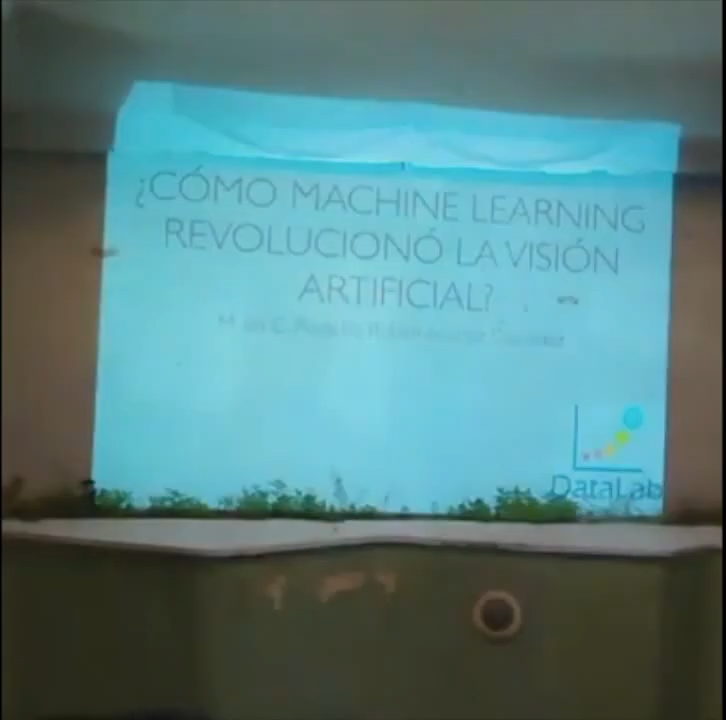 ¿CÓMO MACHINE LEARNING
REVOLUCIONÓ LA VISIÓN
ARTIFICIAL?
DataLab